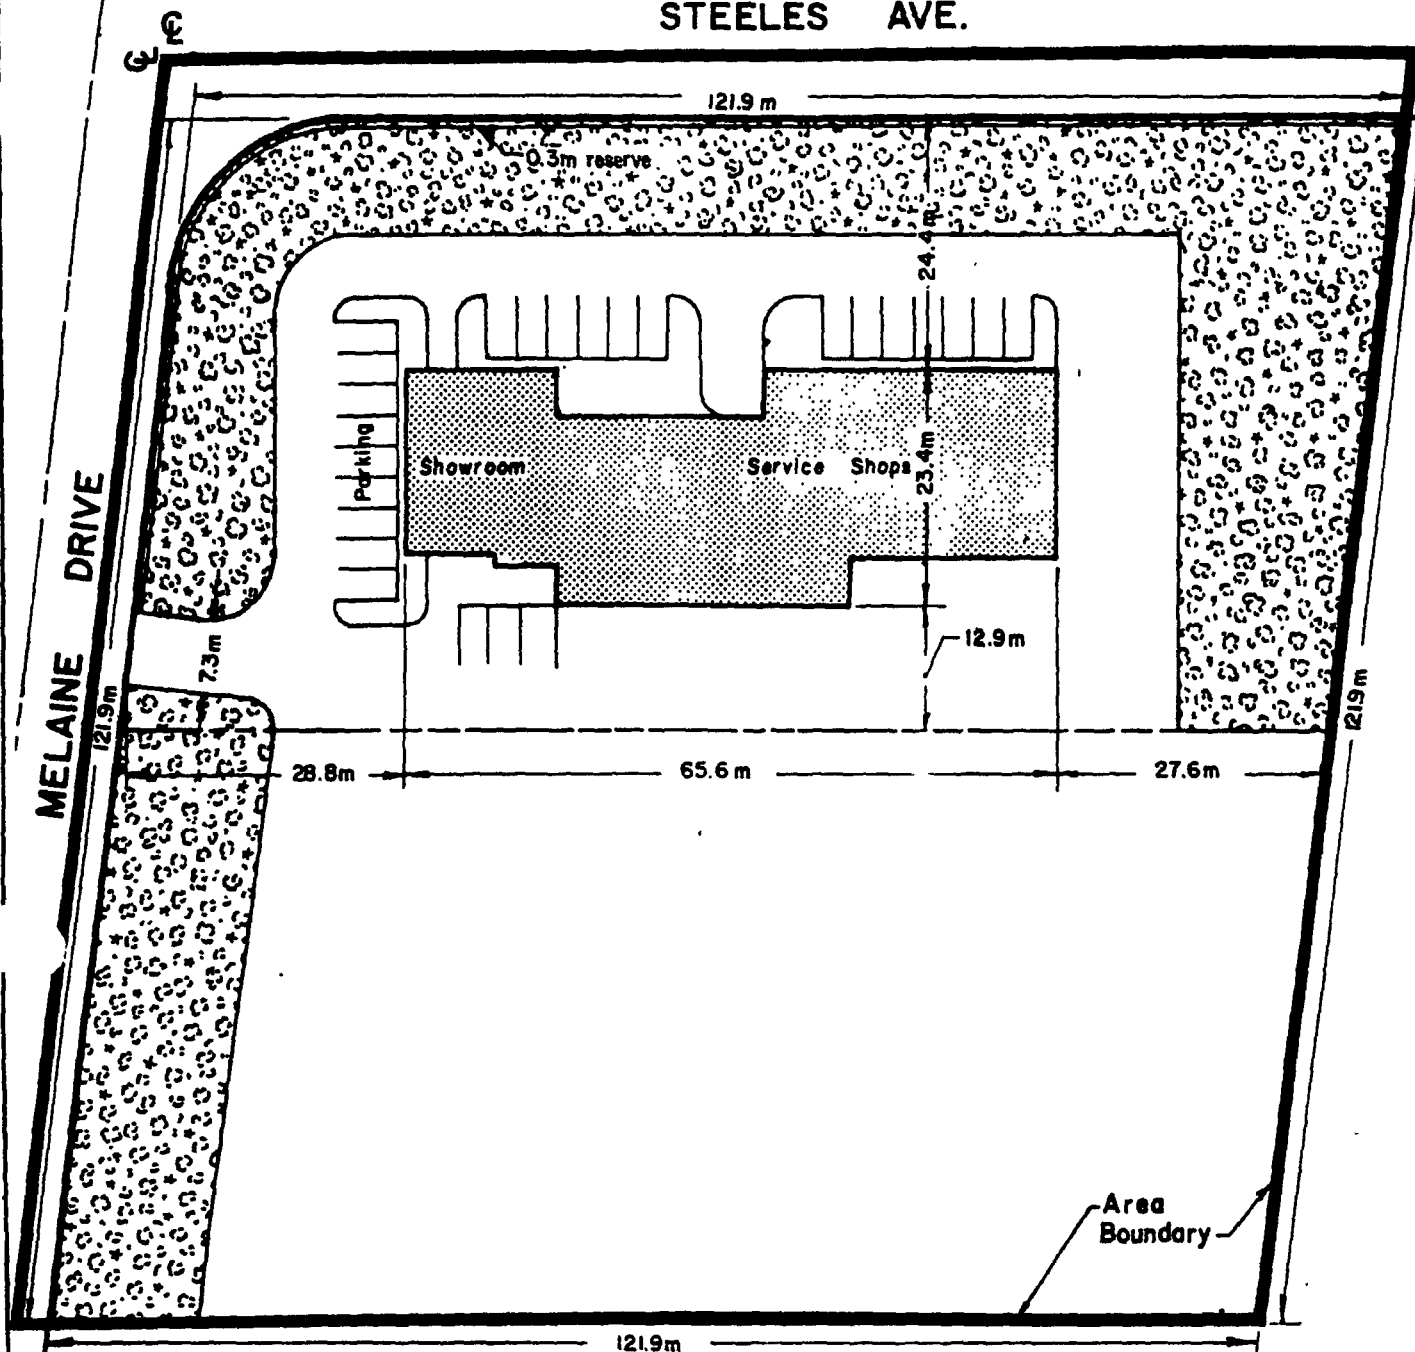 STEELES AVE.
℄
℄
121.9 m
0.3m reserve
24.4 m
Parking
Showroom
Service Shops
23.4m
MELAINE DRIVE
7.3m
12.9m
121.9m
121.9m
28.8m
65.6 m
27.6m
Area
Boundary
121.9m